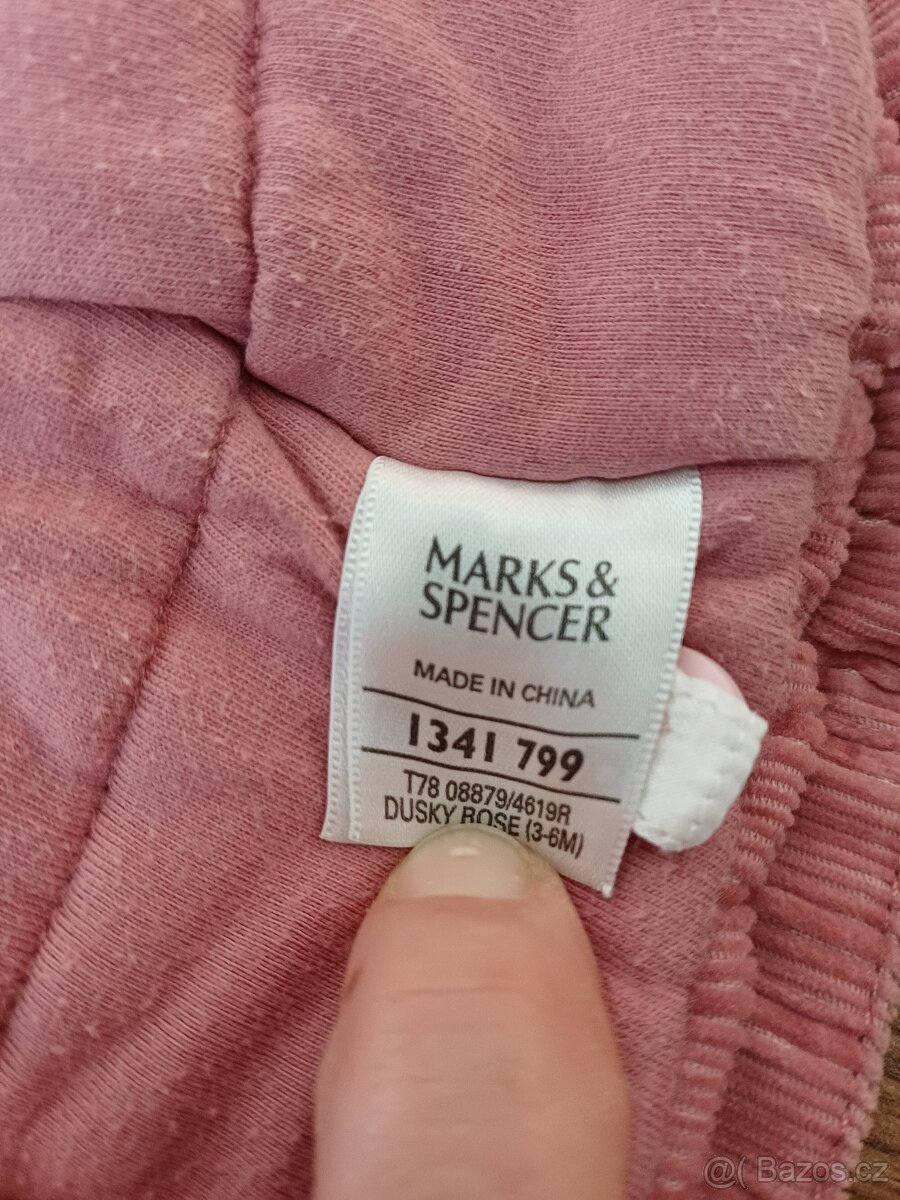 MARKS &
SPENCER
MADE IN CHINA
1341 799
T78 08879/4619R
DUSKY ROSE (3-6M)
@( Bazos.cz